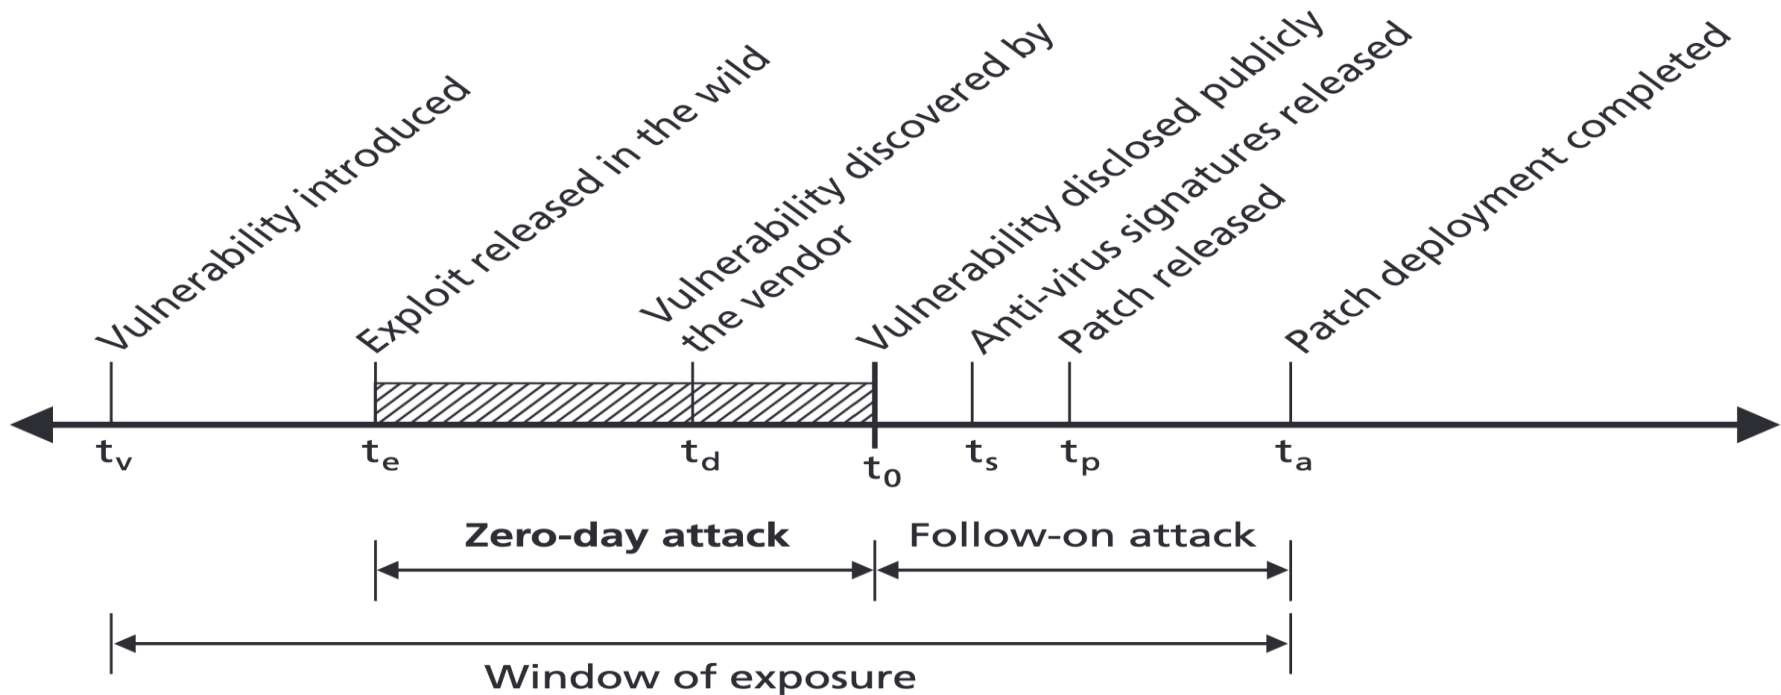 Vulnerability introduced
Exploit released in the wild
Vulnerability discovered by
the vendor
Vulnerability disclosed publicly
Anti-virus signatures released
Patch released
Patch deployment completed
tv
te
td
t0
ts
tp
ta
Zero-day attack
Follow-on attack
Window of exposure